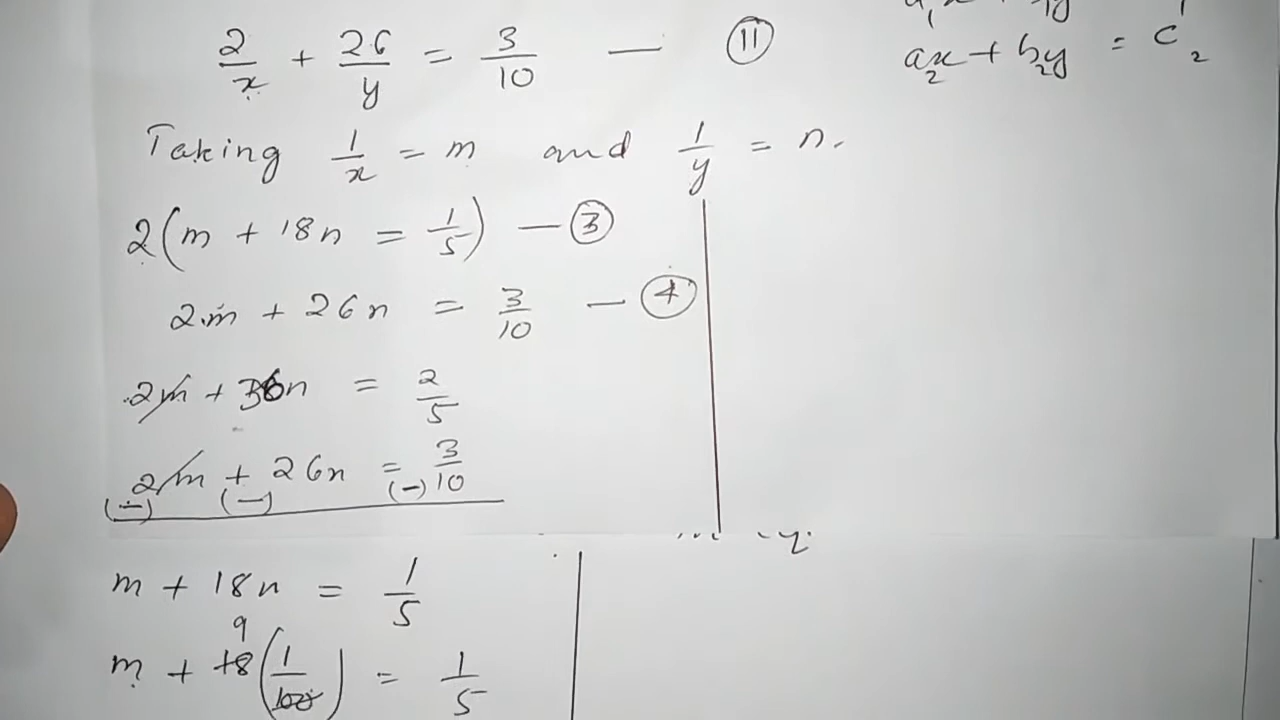 2/x + 26/y = 3/10 — (11)
a₂x + b₂y = c₂
Taking 1/x = m and 1/y = n.
2(m + 18n = 1/5) — (3)
2m + 26n = 3/10 — (4)
2m + 36n = 2/5
2m + 26n = 3/10
(-) (-) (-)
m + 18n = 1/5
9
m + 18(1/100) = 1/5